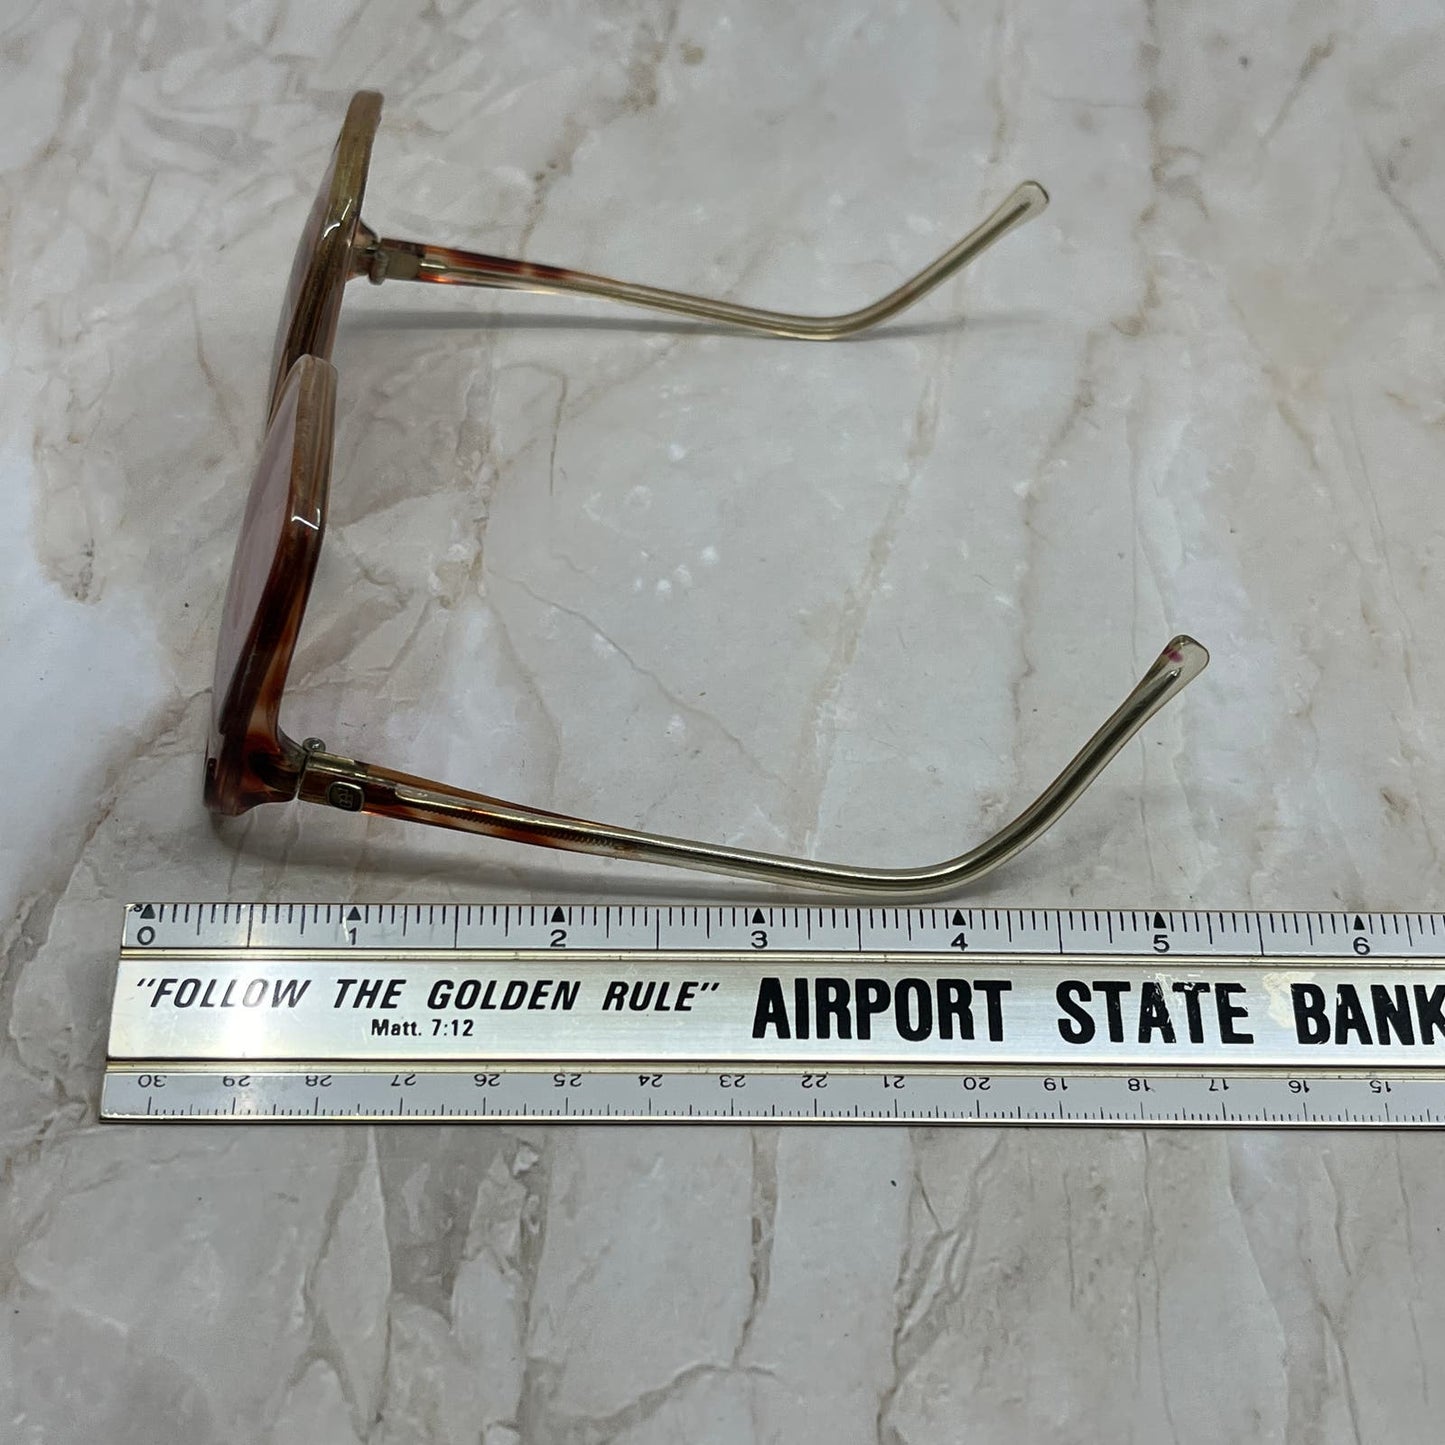 0 1 2 3 4 5 6
"FOLLOW THE GOLDEN RULE" AIRPORT STATE BANK
Matt. 7:12
30 29 28 27 26 25 24 23 22 21 20 19 18 17 16 15